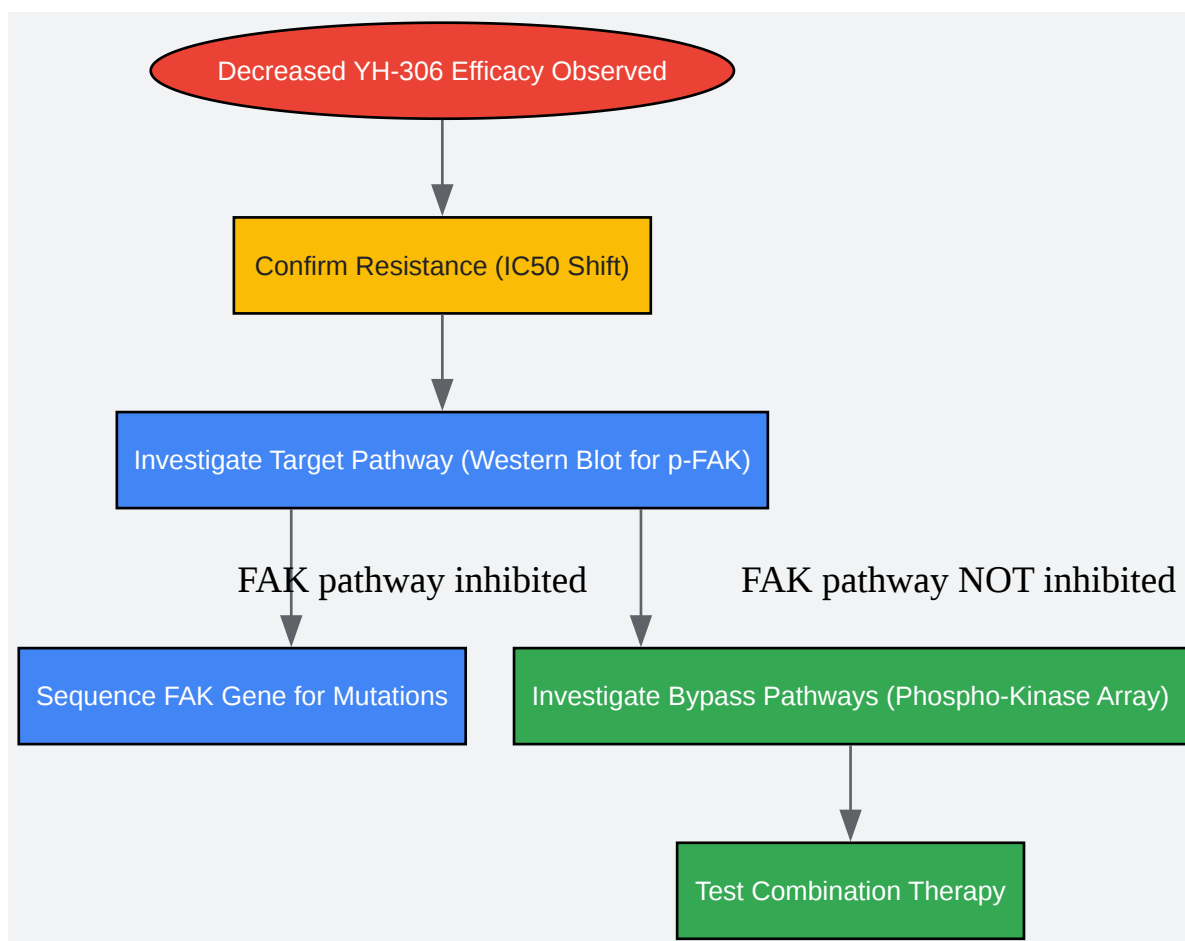 Decreased YH-306 Efficacy Observed
Confirm Resistance (IC50 Shift)
Investigate Target Pathway (Western Blot for p-FAK)
FAK pathway inhibited
FAK pathway NOT inhibited
Sequence FAK Gene for Mutations
Investigate Bypass Pathways (Phospho-Kinase Array)
Test Combination Therapy